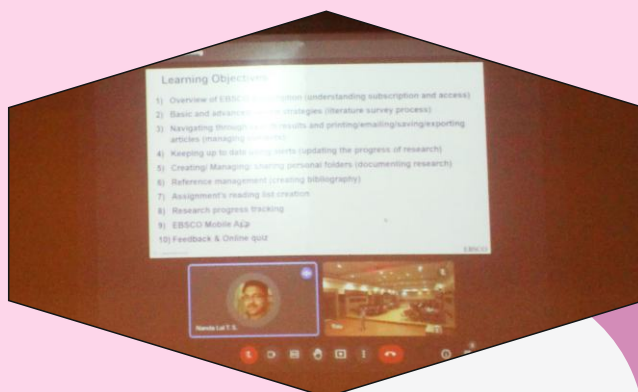 Learning Objectives
1) Overview of EBSCO (understanding subscription and access)
2) Basic and advanced strategies (literature survey process)
3) Navigating through results and printing/emailing/saving/exporting
articles (managing
4) Keeping up to date using alerts (updating the progress of research)
5) Creating/ Managing/ sharing personal folders (documenting research)
6) Reference management (creating bibliography)
7) Assignment's reading list creation
8) Research progress tracking
9) EBSCO Mobile App
10) Feedback & Online quiz
EBSCO
Nanda Lal T. S.
You